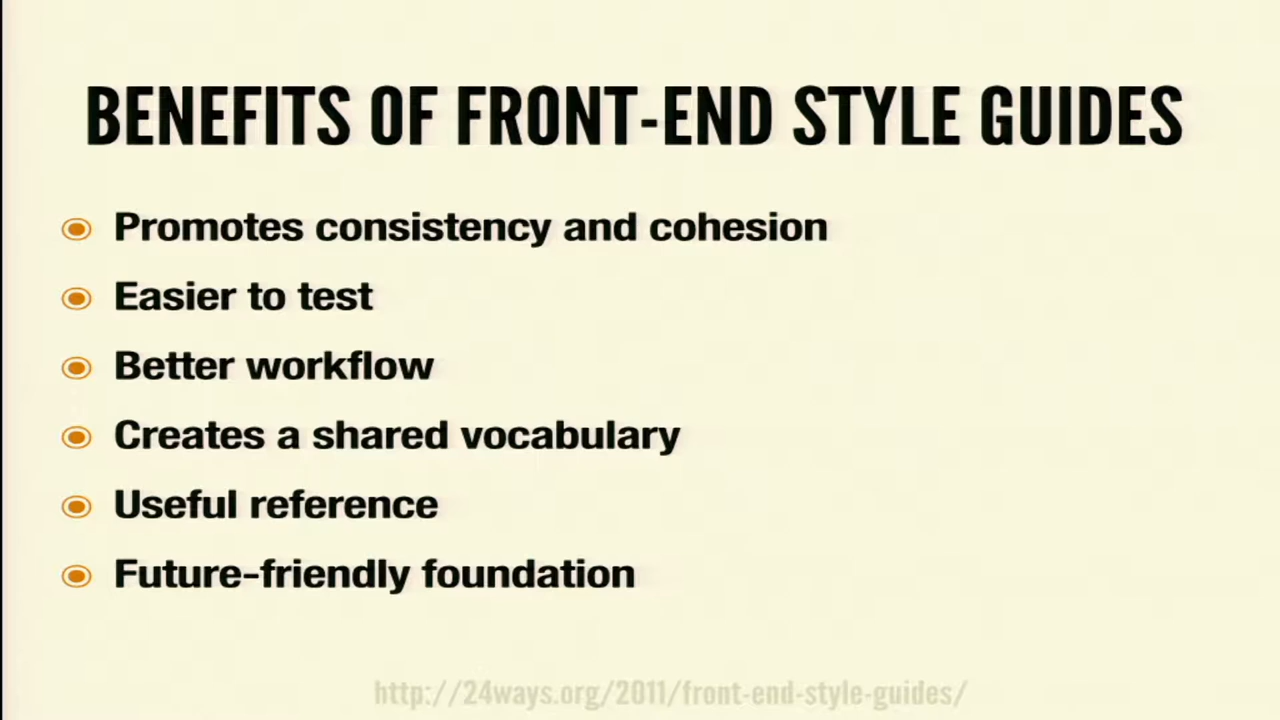 BENEFITS OF FRONT-END STYLE GUIDES
Promotes consistency and cohesion
Easier to test
Better workflow
Creates a shared vocabulary
Useful reference
Future-friendly foundation
http://24ways.org/2011/front-end-style-guides/